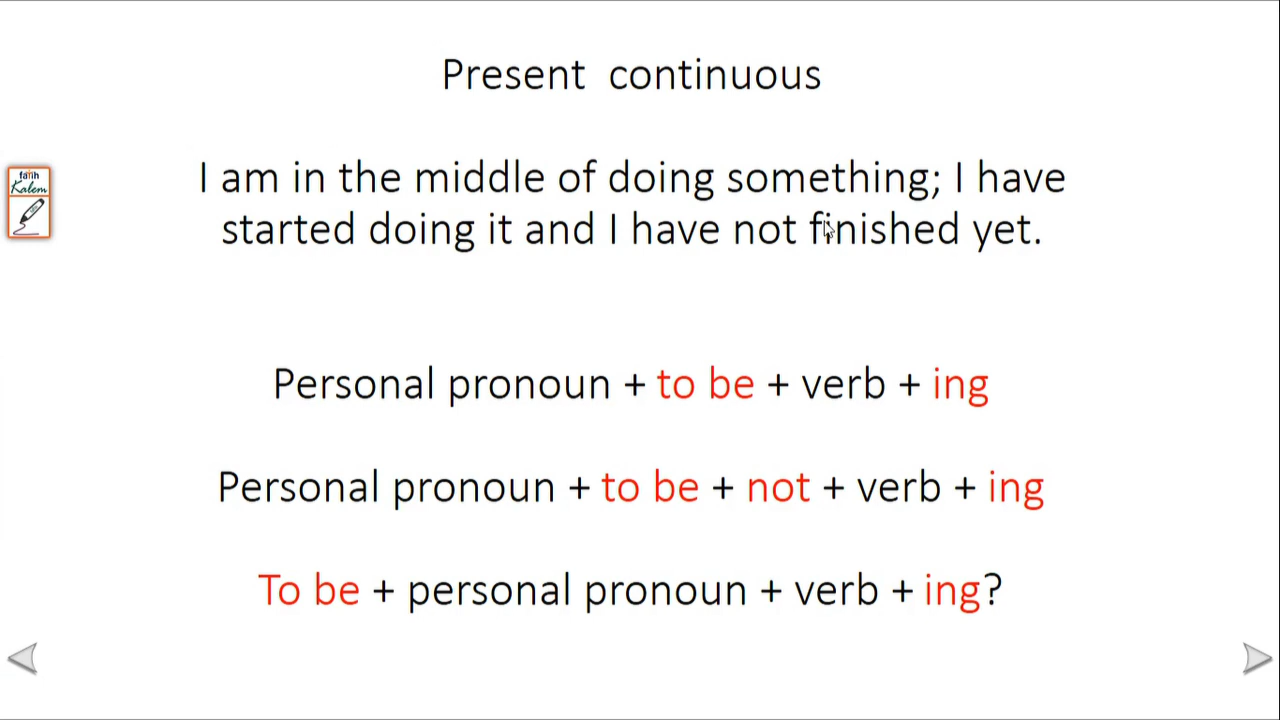 Present continuous
I am in the middle of doing something; I have
started doing it and I have not finished yet.
fatih
Kalem
Personal pronoun + to be + verb + ing
Personal pronoun + to be + not + verb + ing
To be + personal pronoun + verb + ing?